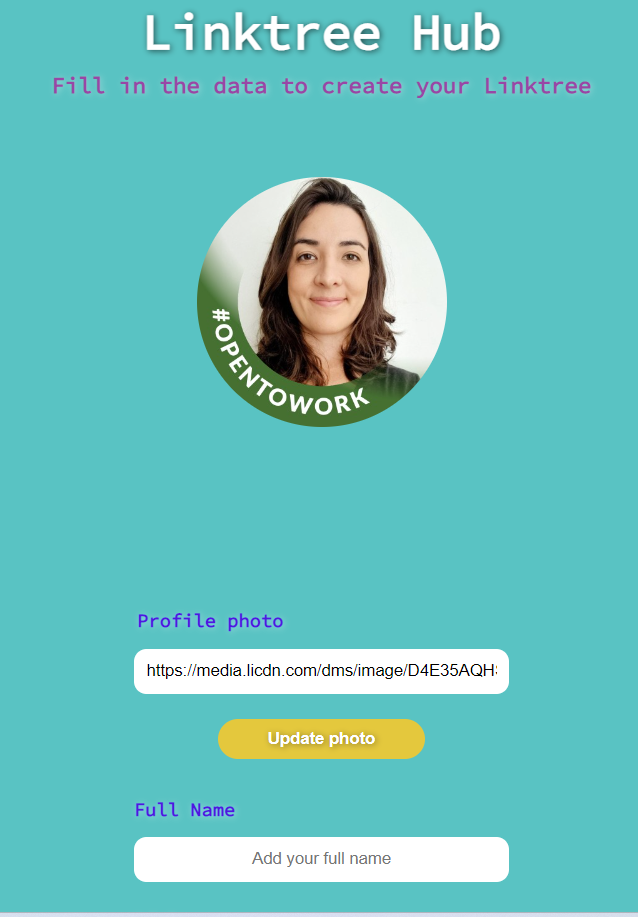 Linktree Hub
Fill in the data to create your Linktree
#OPENTOWORK
Profile photo
https://media.licdn.com/dms/image/D4E35AQH
Update photo
Full Name
Add your full name